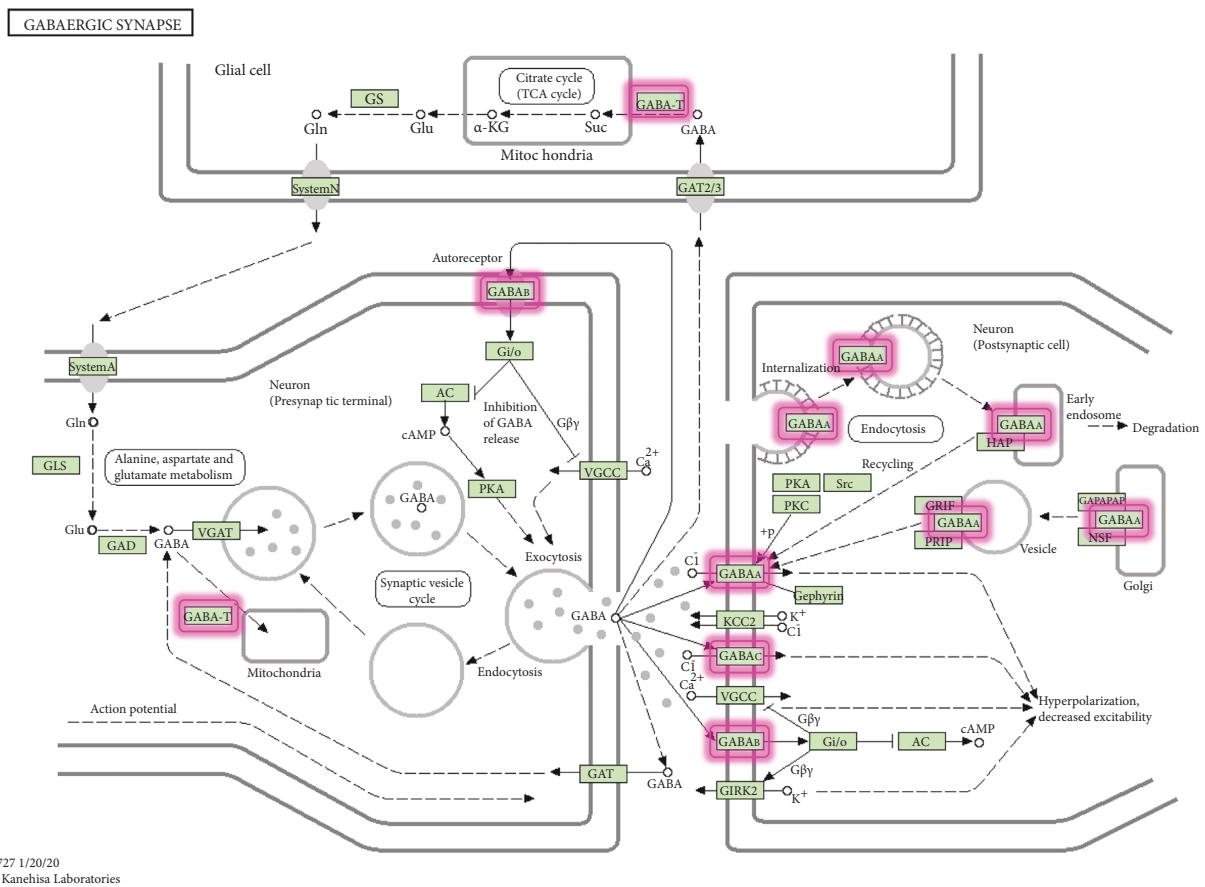 GABAERGIC SYNAPSE
Glial cell
Citrate cycle
(TCA cycle)
GS
GABA-T
Gln
Glu
α-KG
Suc
GABA
Mitoc hondria
SystemN
GAT2/3
Autoreceptor
GABAB
Gi/o
SystemA
Neuron
(Presynap tic terminal)
AC
Inhibition
of GABA
release
Gβγ
cAMP
Gln
GLS
Alanine, aspartate and
glutamate metabolism
PKA
VGCC
Ca2+
GABA
Glu
GAD
GABA
VGAT
Exocytosis
Synaptic vesicle
cycle
GABA
GABA-T
Mitochondria
Endocytosis
Action potential
GAT
GABA
Neuron
(Postsynaptic cell)
GABAA
Internalization
GABAA
Endocytosis
GABAA
HAP
Early
endosome
Degradation
Recycling
PKA
Src
PKC
+p
GRIF
GABAA
PRIP
Vesicle
GAPAPAP
GABAA
NSF
Golgi
Cl-
GABAA
Gephyrin
KCC2
K+
Cl-
Cl-
GABAC
Ca2+
VGCC
Hyperpolarization,
decreased excitability
Gβγ
GABAB
Gi/o
AC
cAMP
Gβγ
GIRK2
K+
727 1/20/20
Kanehisa Laboratories